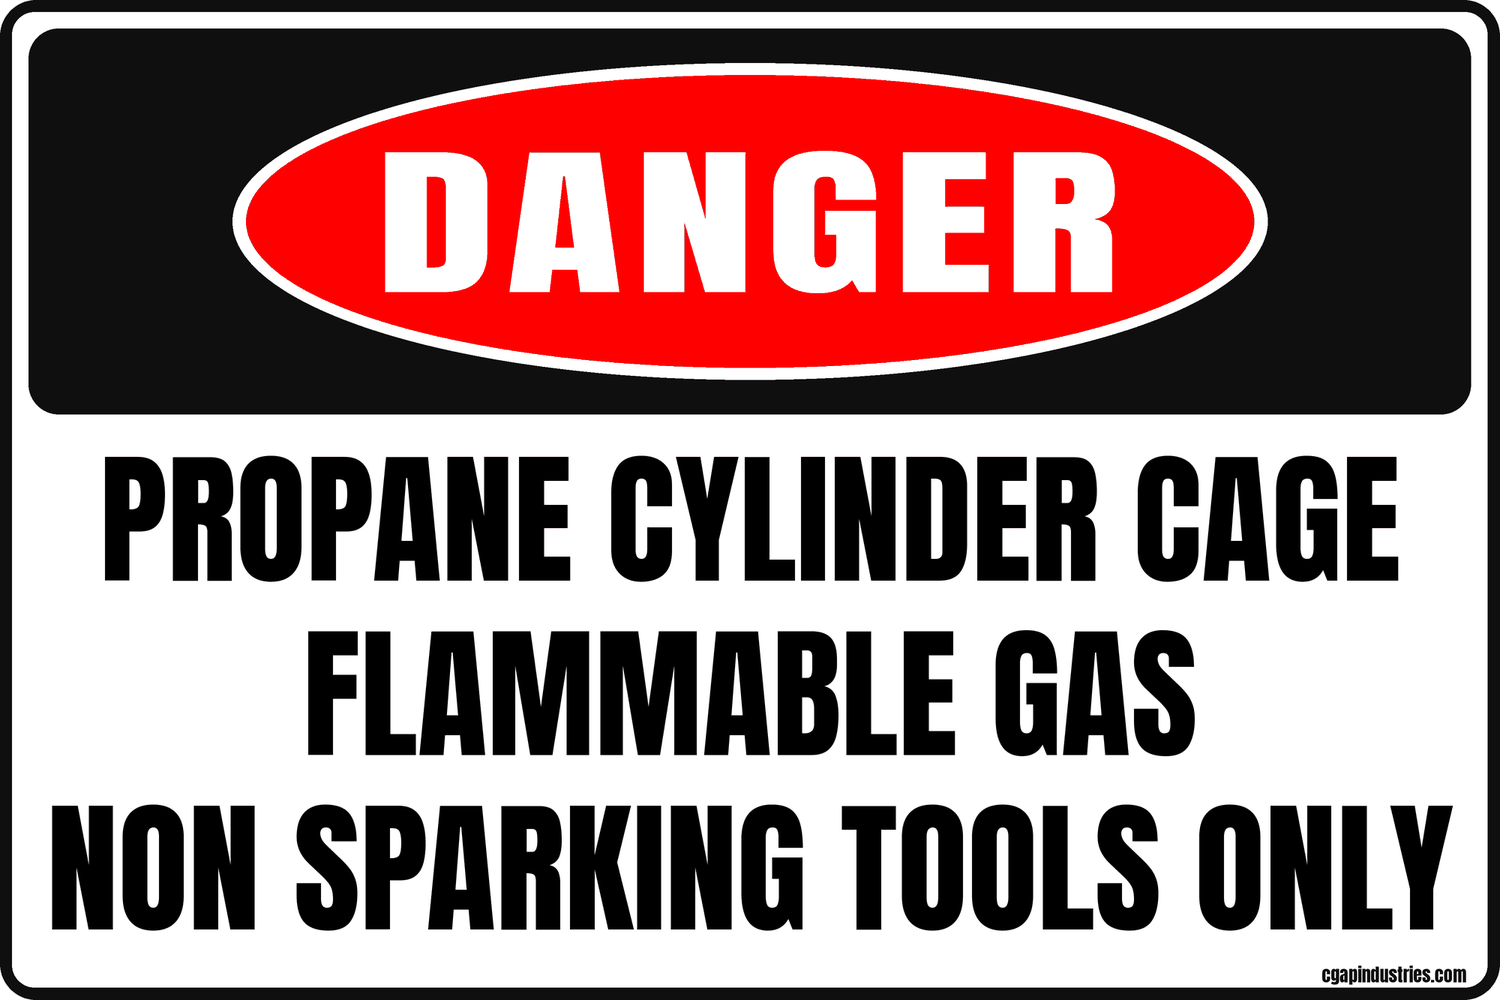 DANGER
PROPANE CYLINDER CAGE
FLAMMABLE GAS
NON SPARKING TOOLS ONLY
cgapindustries.com